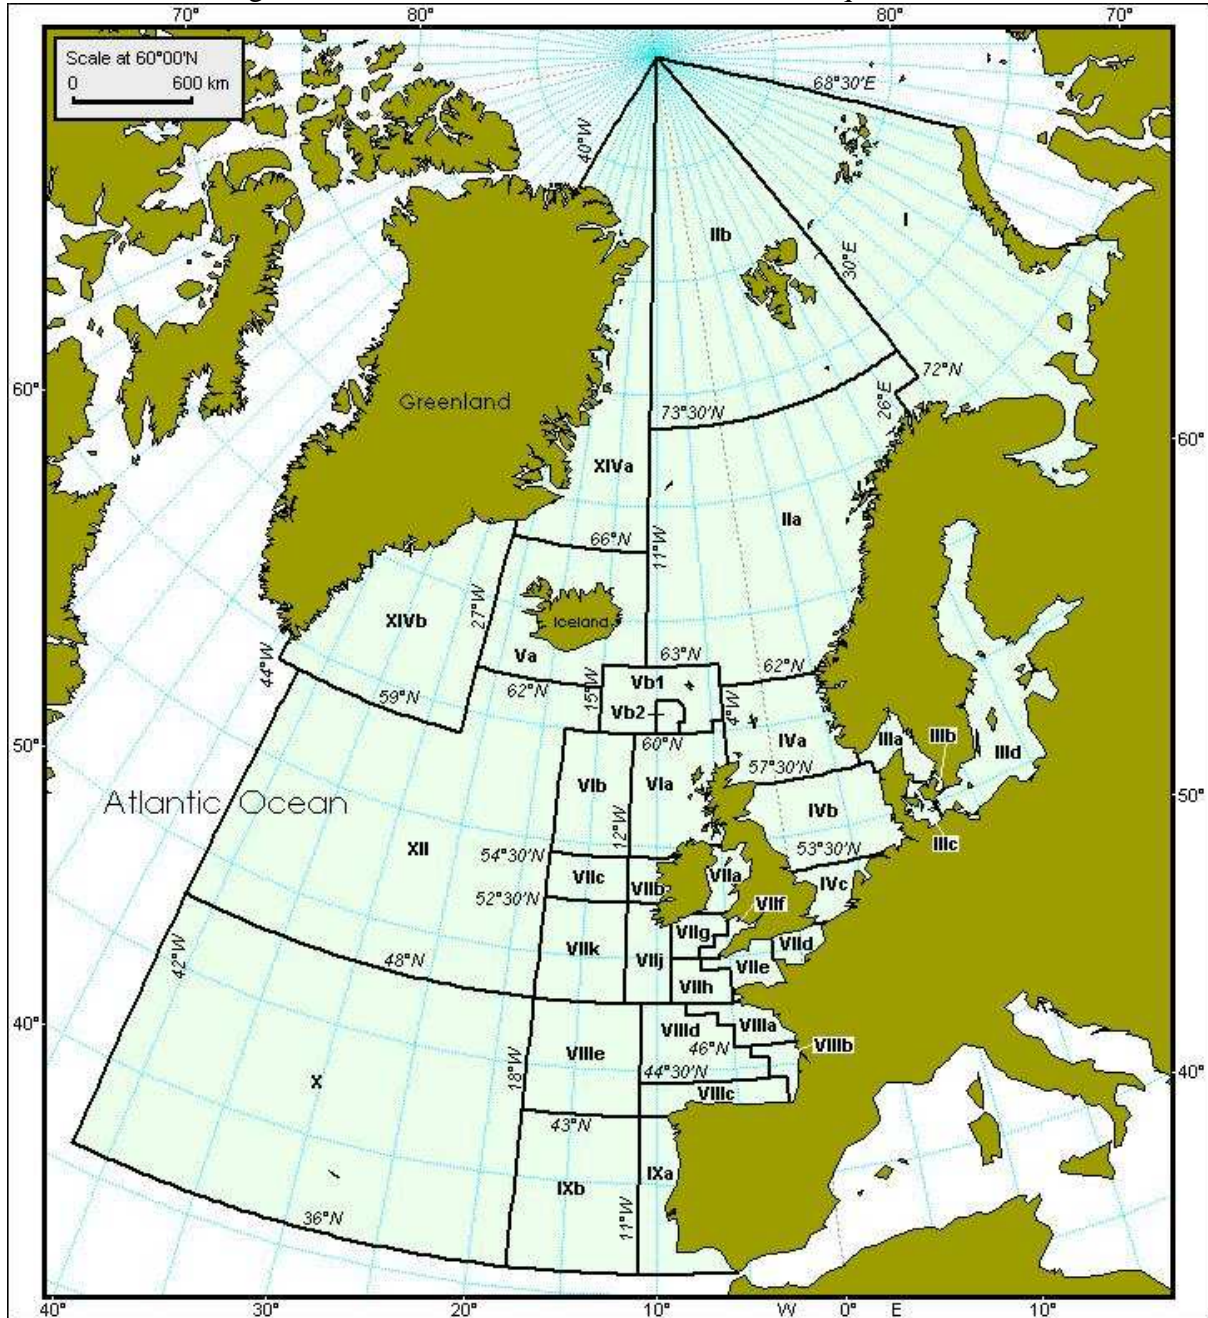 70° 80° 80° 70°
Scale at 60°00'N
0 600 km
68°30'E
40°W
I
IIb
30°E
60°
72°N
26°E
Greenland
73°30'N
60°
XIVa
IIa
66°N
11°W
XIVb
27°W
Iceland
44°W
Va
63°N
62°N
59°N
62°N
15°W
Vb1
4°W
Vb2
50°
60°N
IVa
IIIa
IIIb
IIId
57°30'N
VIb
VIa
Atlantic Ocean
50°
IVb
12°W
XII
54°30'N
53°30'N
IIIc
VIIc
VIIb
VIIa
IVc
52°30'N
VIIf
VIIg
VIId
42°W
48°N
VIIk
VIIj
VIIe
VIIh
40°
VIIId
VIIIa
VIIIe
46°N
VIIIb
18°W
44°30'N
40°
X
VIIIc
43°N
IXa
IXb
36°N
11°W
40° 30° 20° 10° W 0° E 10°